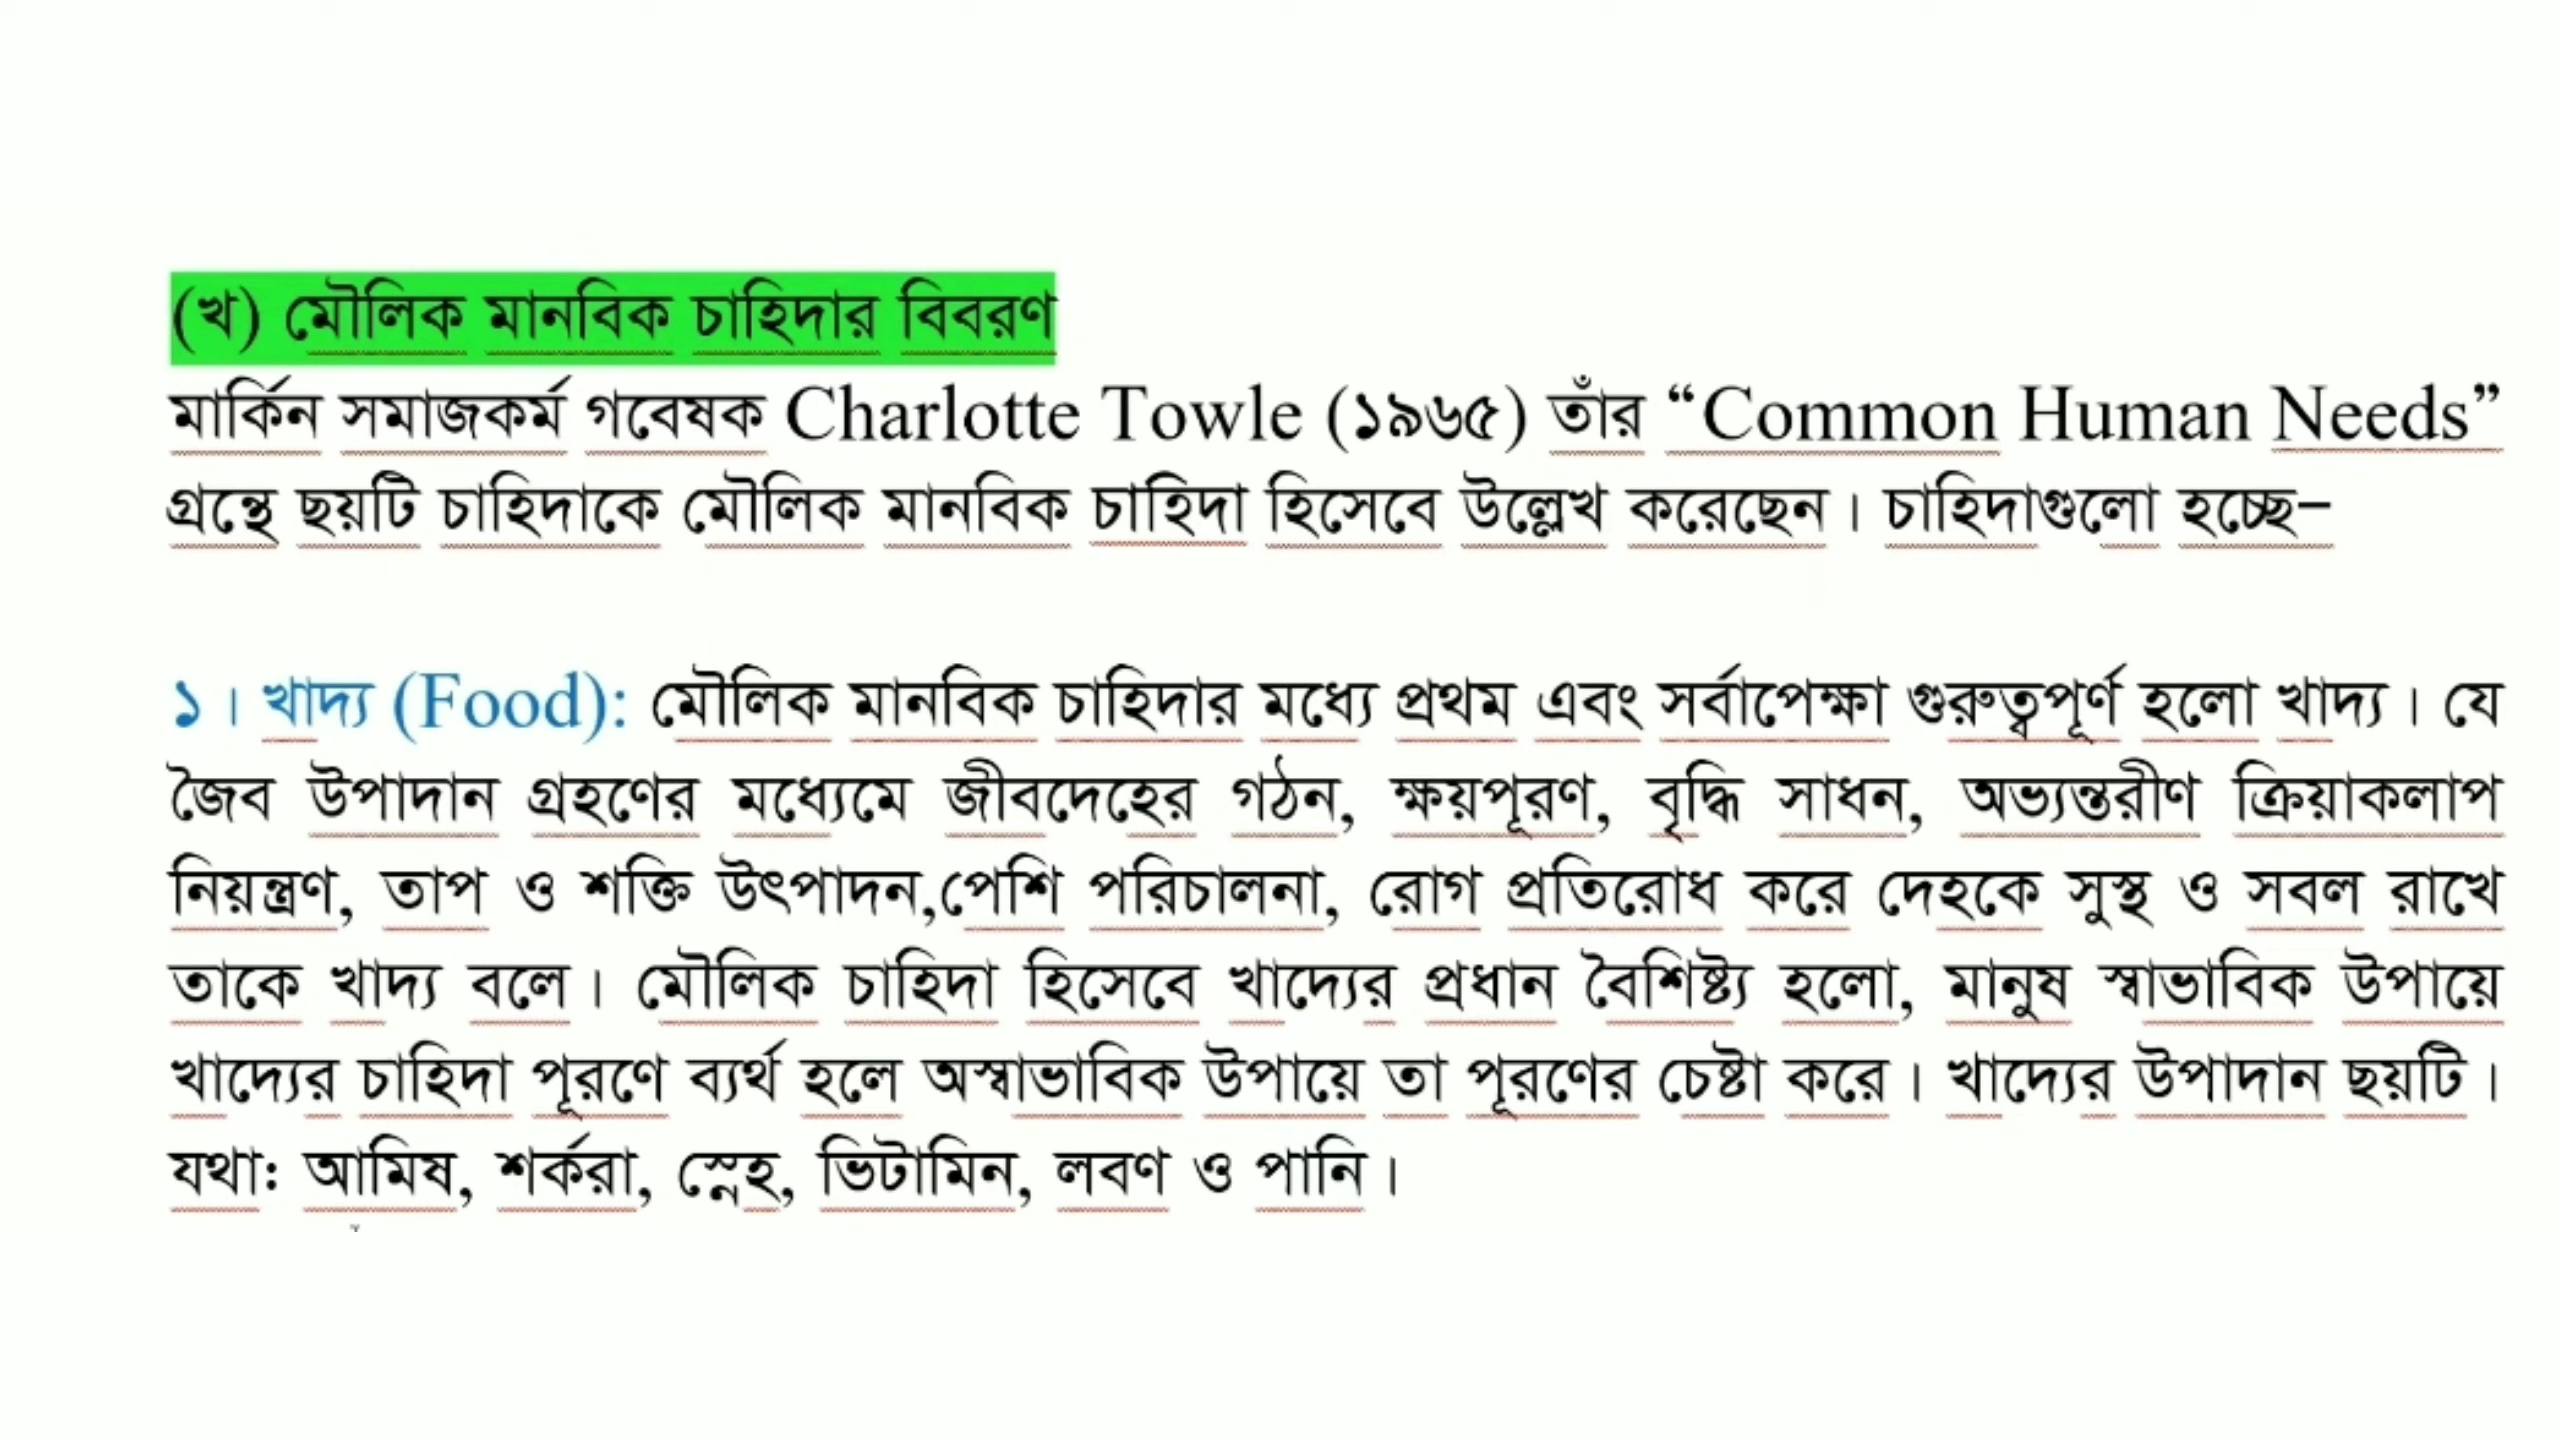 (খ) মৌলিক মানবিক চাহিদার বিবরণ
মার্কিন সমাজকর্ম গবেষক Charlotte Towle (১৯৬৫) তাঁর “Common Human Needs”
গ্রন্থে ছয়টি চাহিদাকে মৌলিক মানবিক চাহিদা হিসেবে উল্লেখ করেছেন। চাহিদাগুলো হচ্ছে–
১। খাদ্য (Food): মৌলিক মানবিক চাহিদার মধ্যে প্রথম এবং সর্বাপেক্ষা গুরুত্বপূর্ণ হলো খাদ্য। যে
জৈব উপাদান গ্রহণের মধ্যেমে জীবদেহের গঠন, ক্ষয়পূরণ, বৃদ্ধি সাধন, অভ্যন্তরীণ ক্রিয়াকলাপ
নিয়ন্ত্রণ, তাপ ও শক্তি উৎপাদন,পেশি পরিচালনা, রোগ প্রতিরোধ করে দেহকে সুস্থ ও সবল রাখে
তাকে খাদ্য বলে। মৌলিক চাহিদা হিসেবে খাদ্যের প্রধান বৈশিষ্ট্য হলো, মানুষ স্বাভাবিক উপায়ে
খাদ্যের চাহিদা পূরণে ব্যর্থ হলে অস্বাভাবিক উপায়ে তা পূরণের চেষ্টা করে। খাদ্যের উপাদান ছয়টি।
যথাঃ আমিষ, শর্করা, স্নেহ, ভিটামিন, লবণ ও পানি।